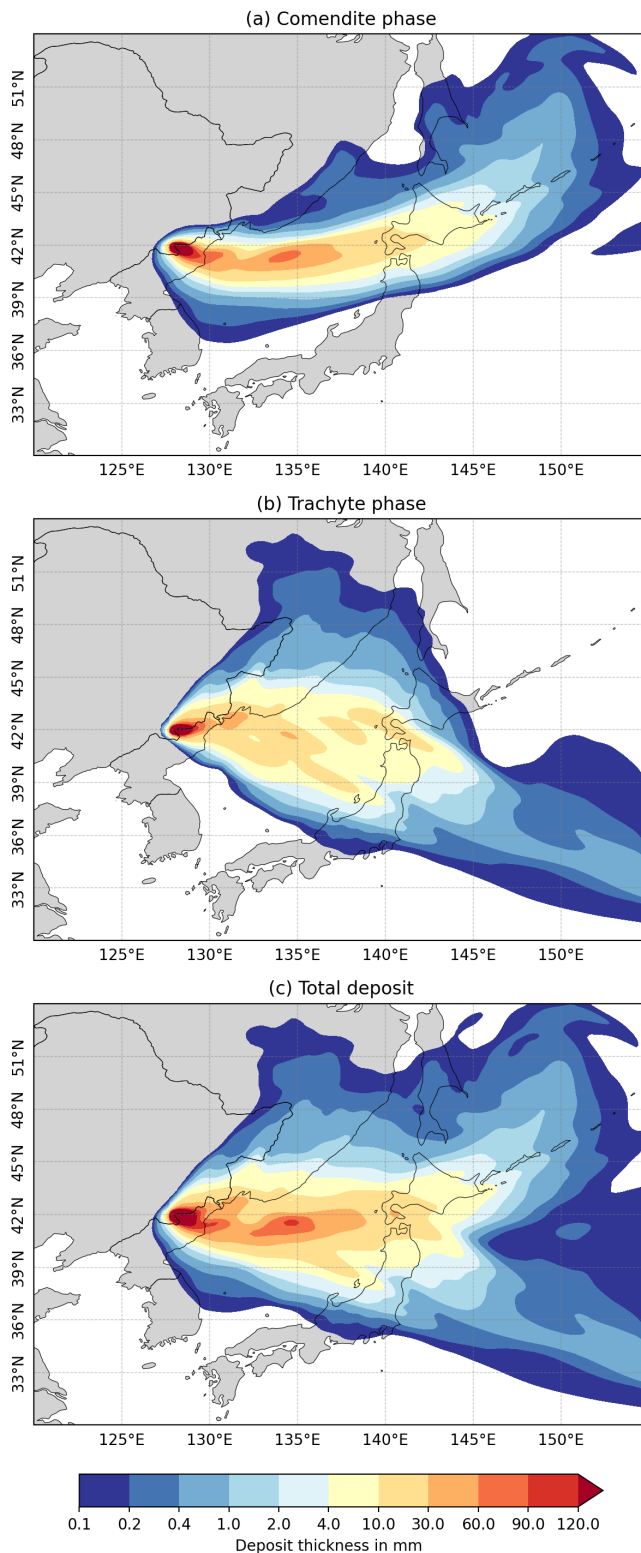 (a) Comendite phase
51°N
48°N
45°N
42°N
39°N
36°N
33°N
125°E 130°E 135°E 140°E 145°E 150°E
(b) Trachyte phase
51°N
48°N
45°N
42°N
39°N
36°N
33°N
125°E 130°E 135°E 140°E 145°E 150°E
(c) Total deposit
51°N
48°N
45°N
42°N
39°N
36°N
33°N
125°E 130°E 135°E 140°E 145°E 150°E
0.1 0.2 0.4 1.0 2.0 4.0 10.0 30.0 60.0 90.0 120.0
Deposit thickness in mm